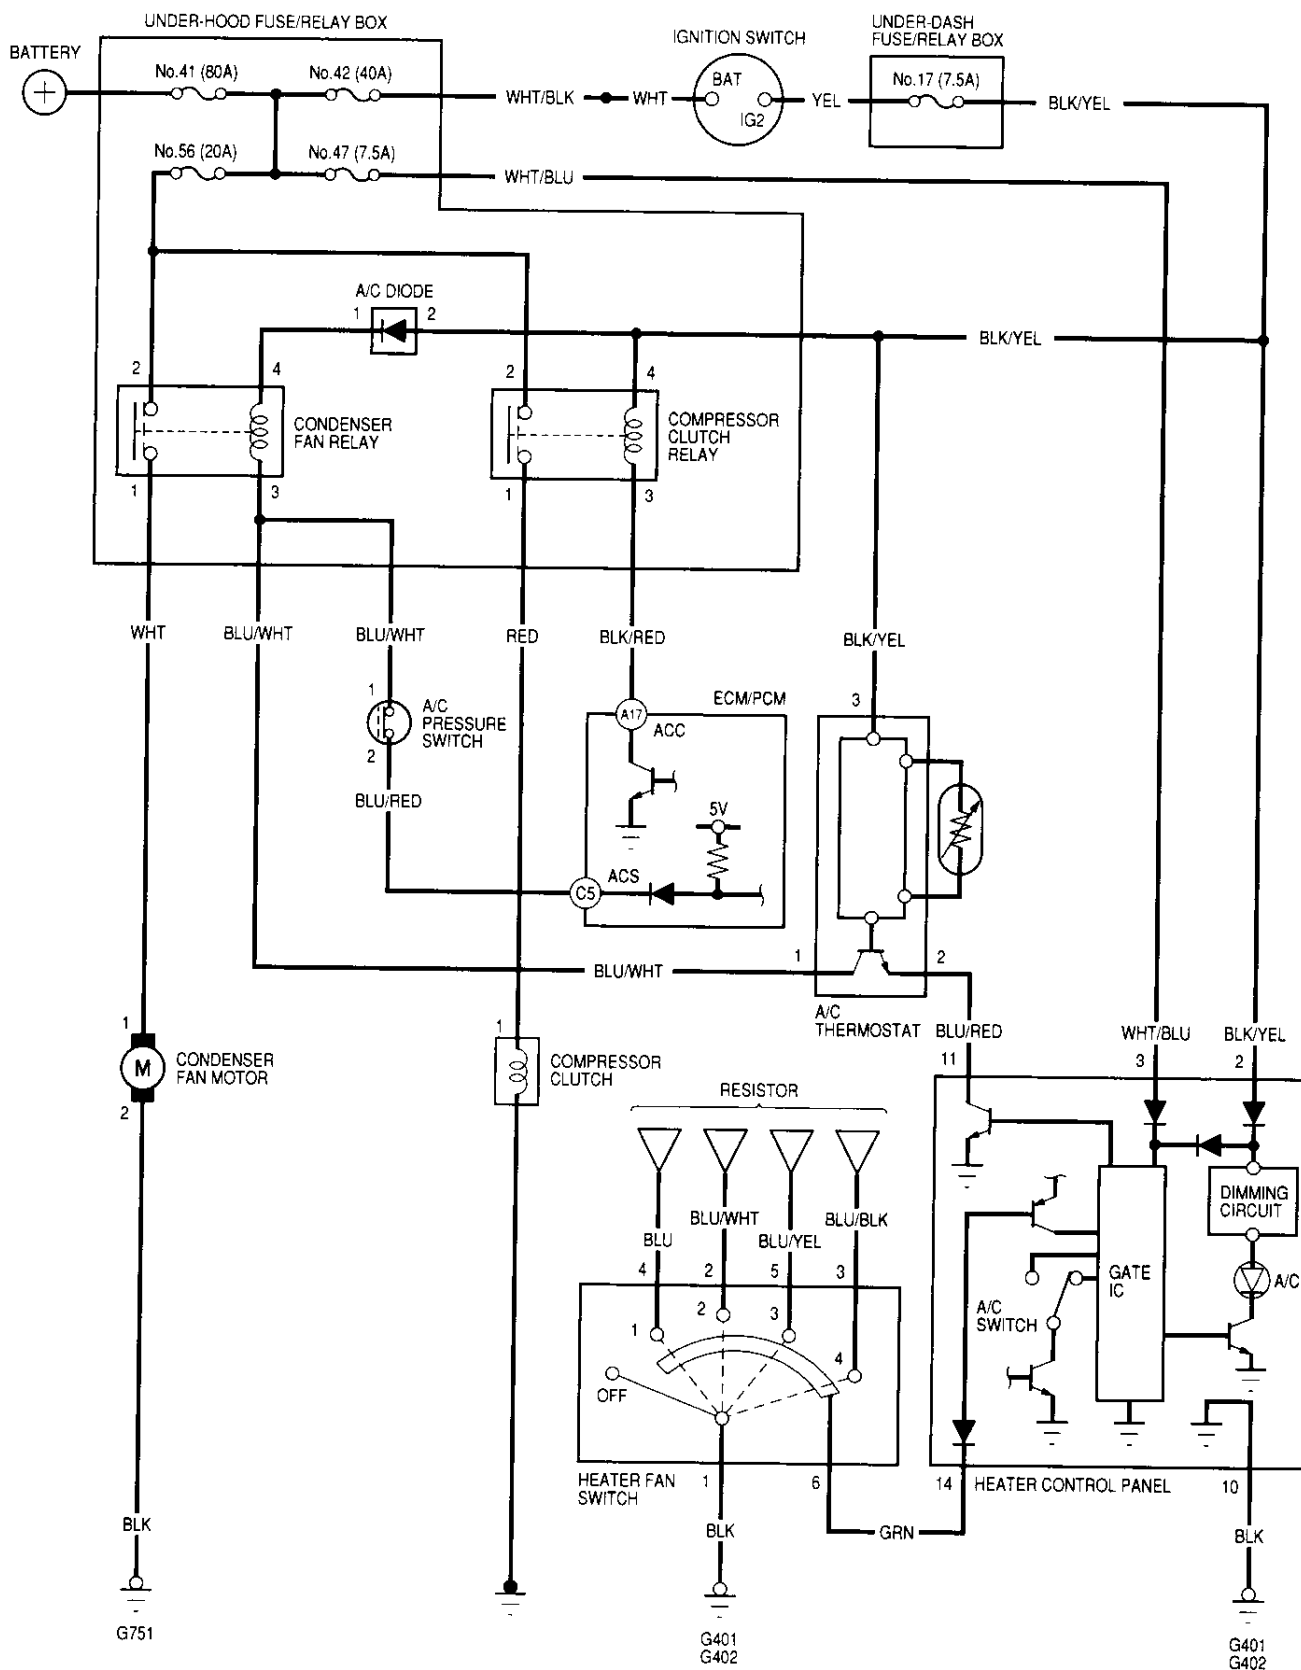 UNDER-HOOD FUSE/RELAY BOX
BATTERY
No.41 (80A)
No.42 (40A)
WHT/BLK
WHT
IGNITION SWITCH
BAT
IG2
YEL
UNDER-DASH
FUSE/RELAY BOX
No.17 (7.5A)
BLK/YEL
No.56 (20A)
No.47 (7.5A)
WHT/BLU
A/C DIODE
1
2
BLK/YEL
2
4
CONDENSER
FAN RELAY
1
3
2
4
COMPRESSOR
CLUTCH
RELAY
1
3
WHT
BLU/WHT
BLU/WHT
RED
BLK/RED
BLK/YEL
1
A/C
PRESSURE
SWITCH
2
BLU/RED
ECM/PCM
A17
ACC
5V
C5
ACS
3
1
2
BLU/WHT
A/C
THERMOSTAT
BLU/RED
11
WHT/BLU
3
BLK/YEL
2
1
M
CONDENSER
FAN MOTOR
2
1
COMPRESSOR
CLUTCH
RESISTOR
BLU
BLU/WHT
BLU/YEL
BLU/BLK
4
2
5
3
1
2
3
4
OFF
HEATER FAN
SWITCH
1
6
BLK
GRN
14
HEATER CONTROL PANEL
10
GATE
IC
A/C
SWITCH
DIMMING
CIRCUIT
A/C
BLK
BLK
G751
G401
G402
G401
G402